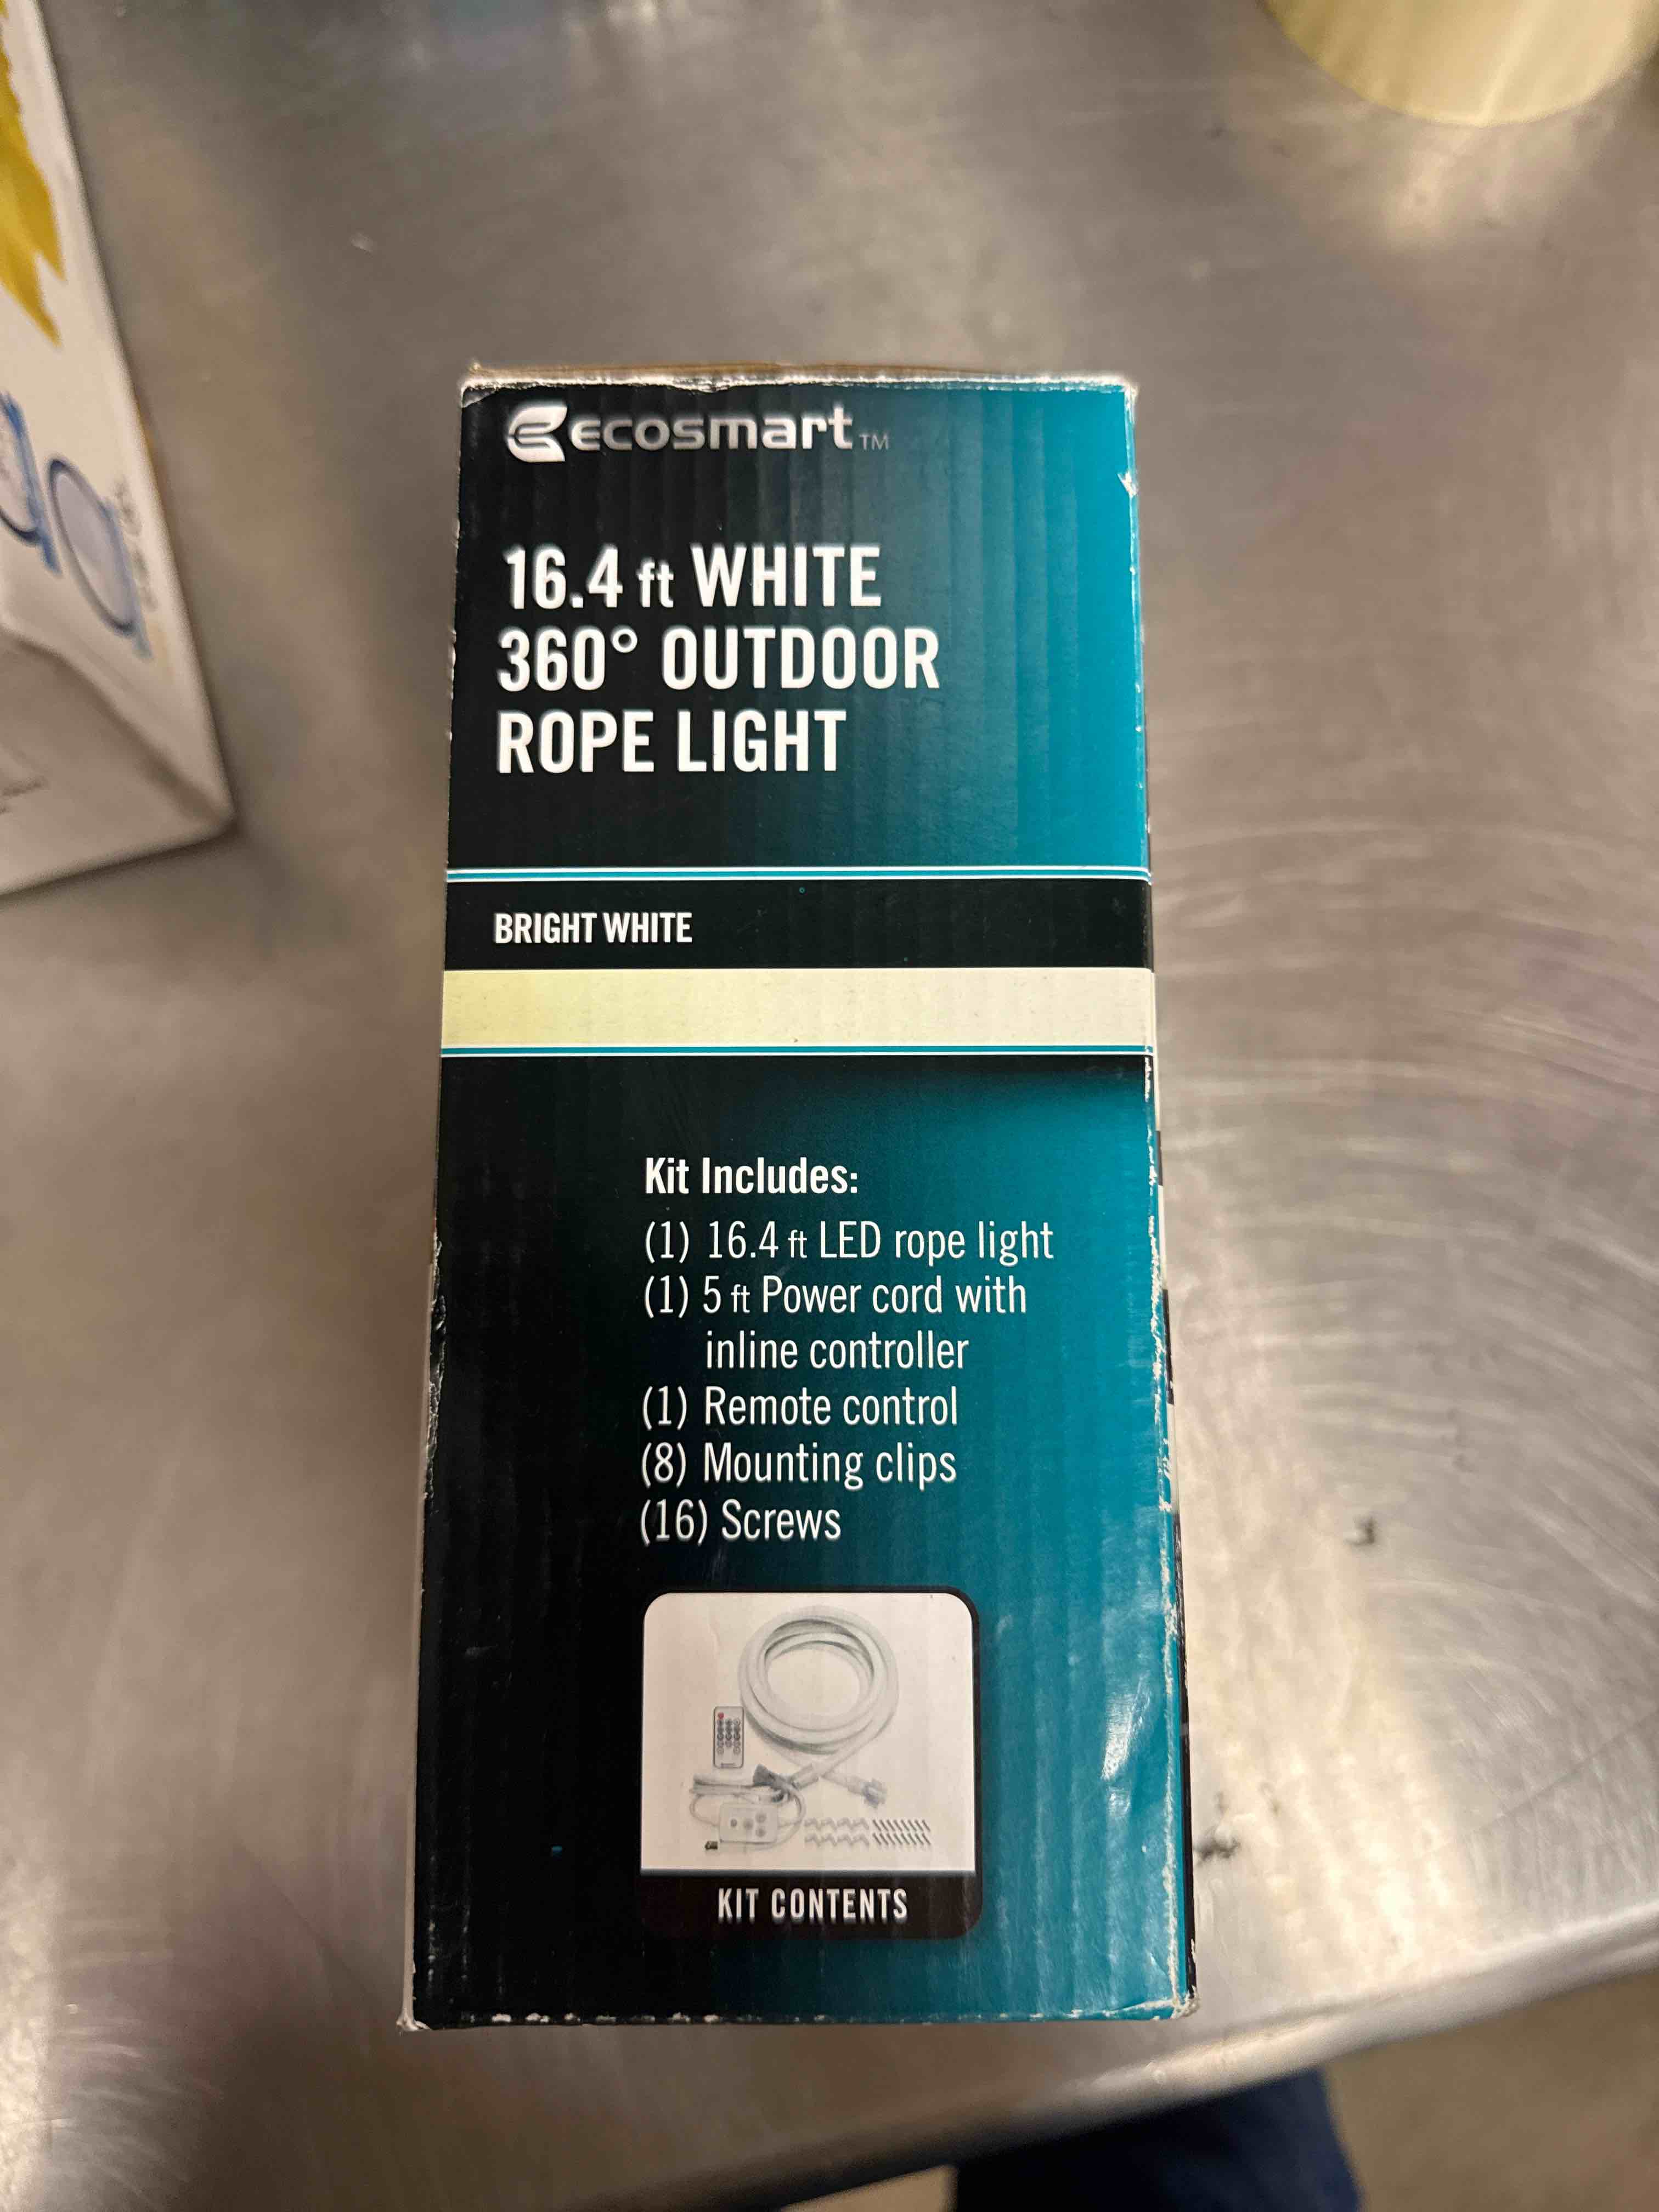 ecosmart™
16.4 ft WHITE
360° OUTDOOR
ROPE LIGHT
BRIGHT WHITE
Kit Includes:
(1) 16.4 ft LED rope light
(1) 5 ft Power cord with
inline controller
(1) Remote control
(8) Mounting clips
(16) Screws
KIT CONTENTS